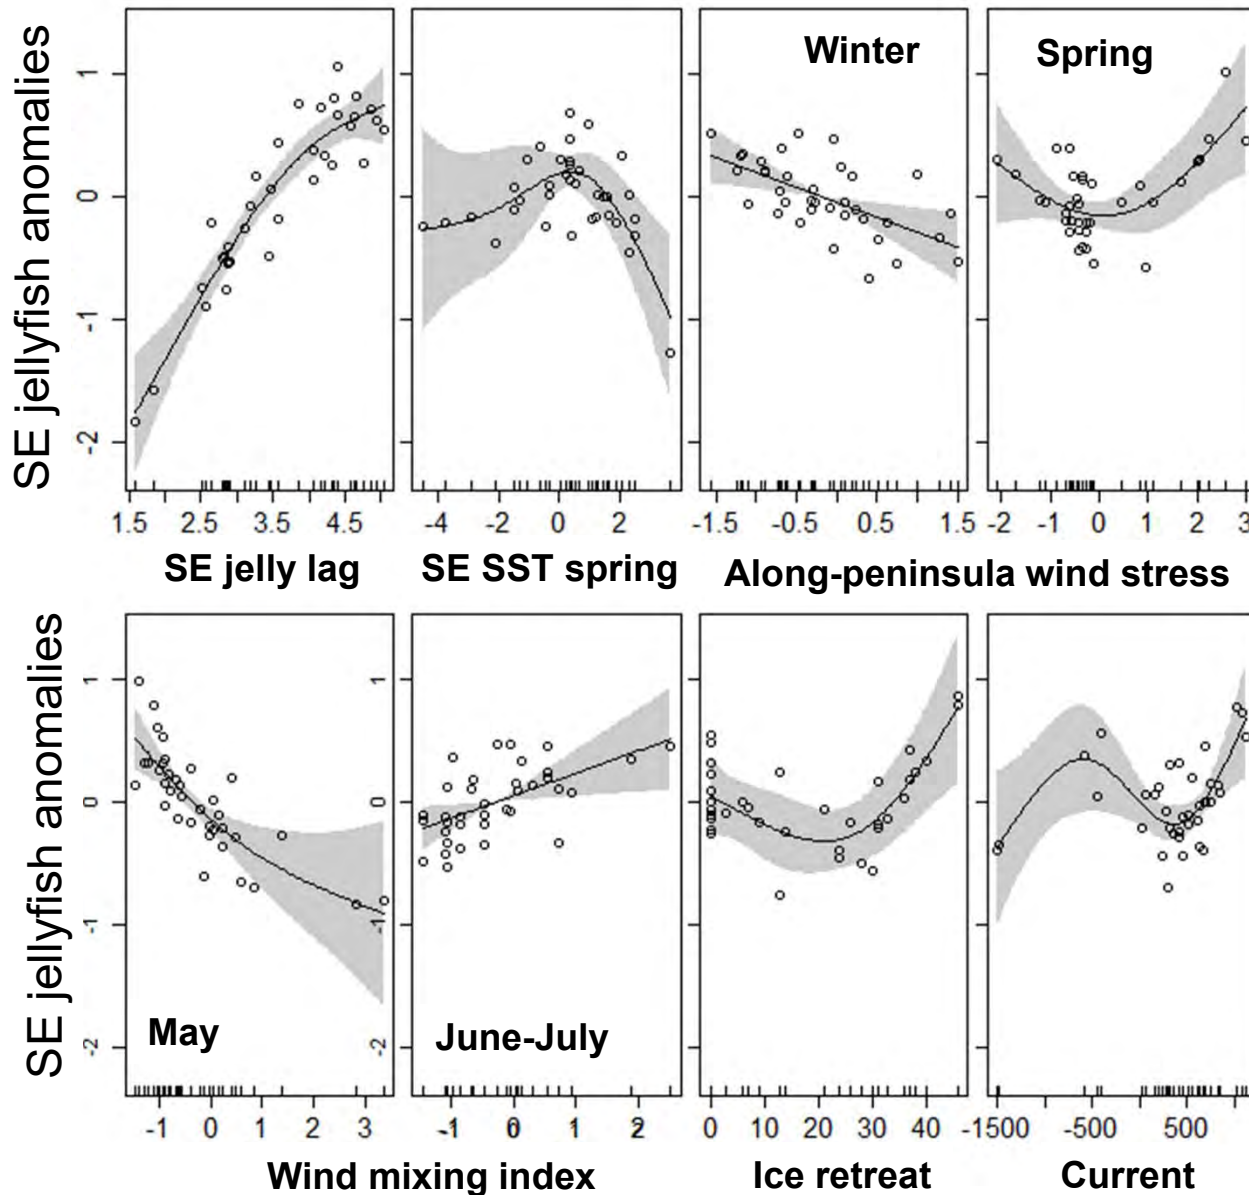 SE jellyfish anomalies
1
0
-1
-2
Winter
Spring
1.5 2.5 3.5 4.5
-4 -2 0 2
-1.5 -0.5 0.5 1.5
-2 -1 0 1 2 3
SE jelly lag
SE SST spring
Along-peninsula wind stress
SE jellyfish anomalies
1
0
-1
-2
1
0
-1
-2
May
June-July
-1 0 1 2 3
-1 0 1 2
0 20 10 30 40
-1500 -500 500
Wind mixing index
Ice retreat
Current